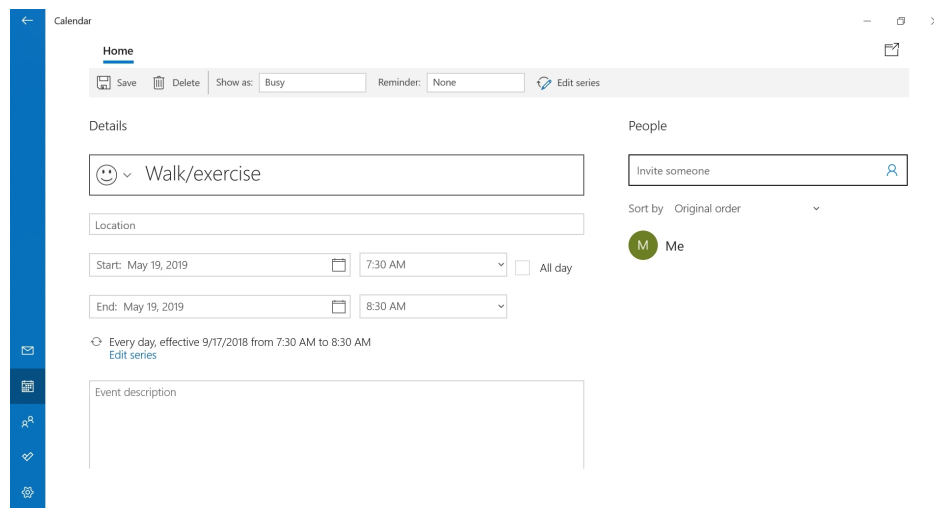 Calendar
Home
Save Delete Show as: Busy Reminder: None Edit series
Details
People
Walk/exercise
Invite someone
Location
Sort by Original order
M Me
Start: May 19, 2019 7:30 AM All day
End: May 19, 2019 8:30 AM
Every day, effective 9/17/2018 from 7:30 AM to 8:30 AM
Edit series
Event description